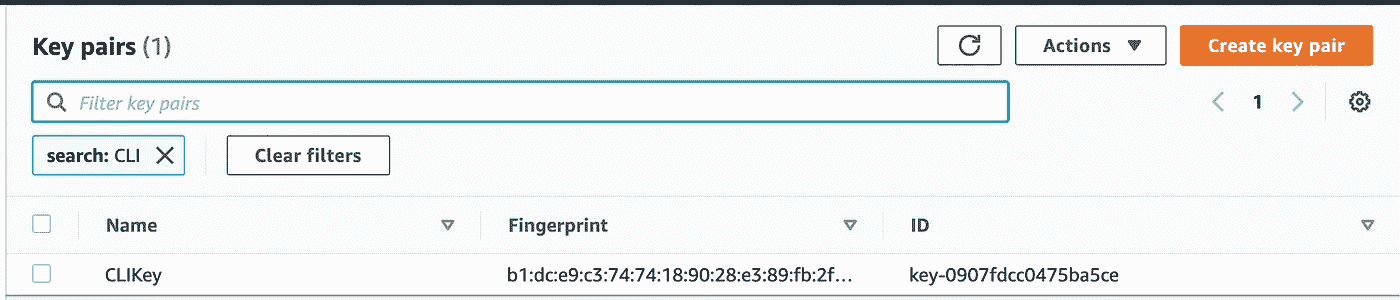 Key pairs (1)
Actions
Create key pair
Filter key pairs
1
search: CLI
Clear filters
Name Fingerprint ID
CLIKey b1:dc:e9:c3:74:74:18:90:28:e3:89:fb:2f... key-0907fdcc0475ba5ce